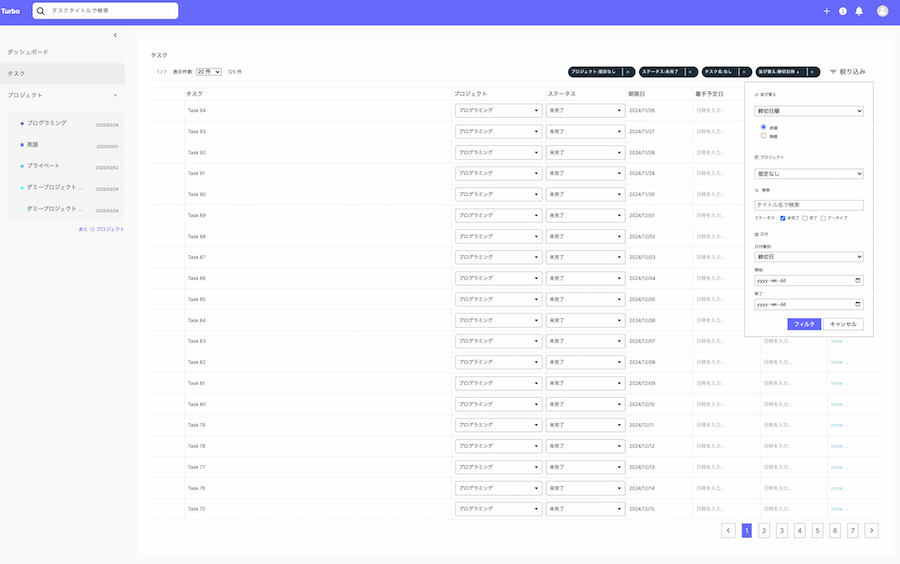 Turbo
タスクタイトルで検索
ダッシュボード
タスク
プロジェクト +
プログラミング 2025/02/28
英語 2025/03/01
プライベート 2025/03/02
ダミープロジェクト ... 2025/03/28
ダミープロジェクト ... 2025/03/29
あと 12 プロジェクト
タスク
1 / 7 表示件数: 20 件 125 件
プロジェクト:指定なし ×
ステータス:未完了 ×
タスク名:なし ×
並び替え:締切日時 ↓ ×
絞り込み
タスク プロジェクト ステータス 期限日 着手予定日
Task 94 プログラミング 未完了 2024/11/26 日時を入力...
Task 93 プログラミング 未完了 2024/11/27 日時を入力...
Task 92 プログラミング 未完了 2024/11/28 日時を入力...
Task 91 プログラミング 未完了 2024/11/29 日時を入力...
Task 90 プログラミング 未完了 2024/11/30 日時を入力...
Task 89 プログラミング 未完了 2024/12/01 日時を入力...
Task 88 プログラミング 未完了 2024/12/02 日時を入力...
Task 87 プログラミング 未完了 2024/12/03 日時を入力...
Task 86 プログラミング 未完了 2024/12/04 日時を入力...
Task 85 プログラミング 未完了 2024/12/05 日時を入力...
Task 84 プログラミング 未完了 2024/12/06 日時を入力...
Task 83 プログラミング 未完了 2024/12/07 日時を入力... 日時を入力... more ...
Task 82 プログラミング 未完了 2024/12/08 日時を入力... 日時を入力... more ...
Task 81 プログラミング 未完了 2024/12/09 日時を入力... 日時を入力... more ...
Task 80 プログラミング 未完了 2024/12/10 日時を入力... 日時を入力... more ...
Task 79 プログラミング 未完了 2024/12/11 日時を入力... 日時を入力... more ...
Task 78 プログラミング 未完了 2024/12/12 日時を入力... 日時を入力... more ...
Task 77 プログラミング 未完了 2024/12/13 日時を入力... 日時を入力... more ...
Task 76 プログラミング 未完了 2024/12/14 日時を入力... 日時を入力... more ...
Task 75 プログラミング 未完了 2024/12/15 日時を入力... 日時を入力... more ...
並び替え
締切日順
昇順
降順
プロジェクト
指定なし
検索
タイトル名で検索
ステータス: 未完了 完了 アーカイブ
日付
日付種別:
締切日
開始:
yyyy-mm-dd
終了:
yyyy-mm-dd
フィルタ キャンセル
< 1 2 3 4 5 6 7 >